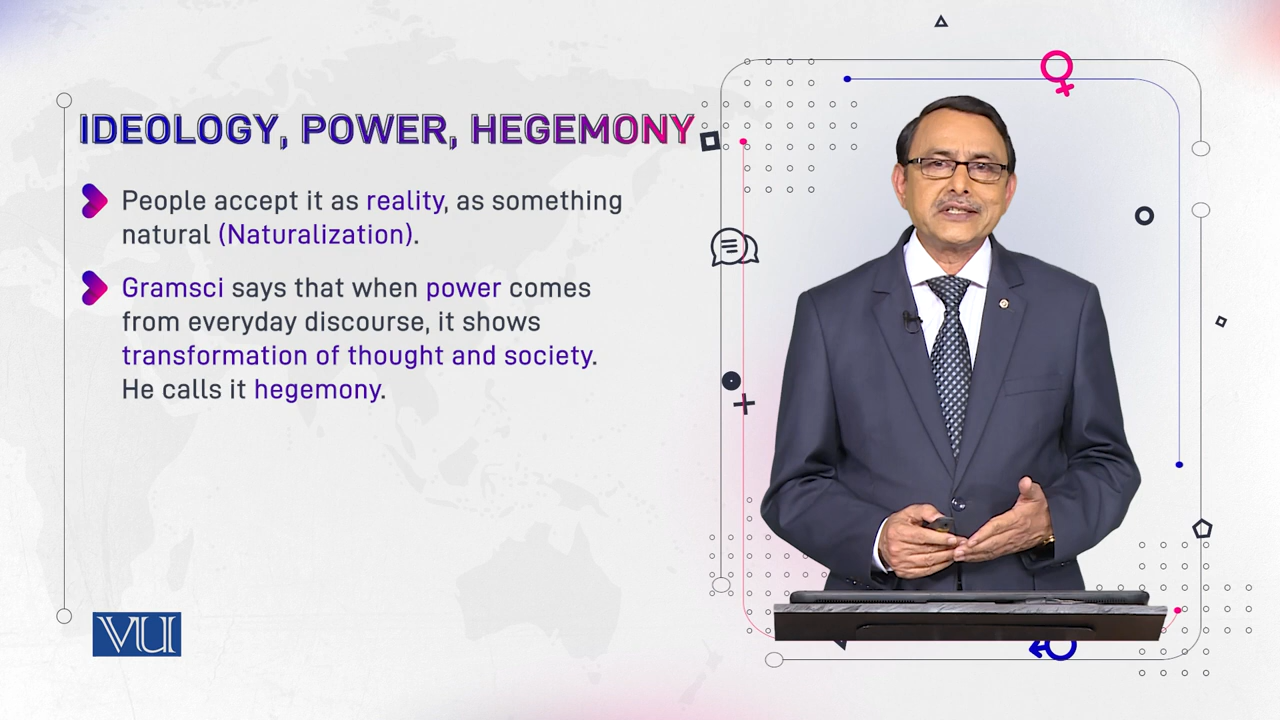 IDEOLOGY, POWER, HEGEMONY
People accept it as reality, as something
natural (Naturalization).
Gramsci says that when power comes
from everyday discourse, it shows
transformation of thought and society.
He calls it hegemony.
VU